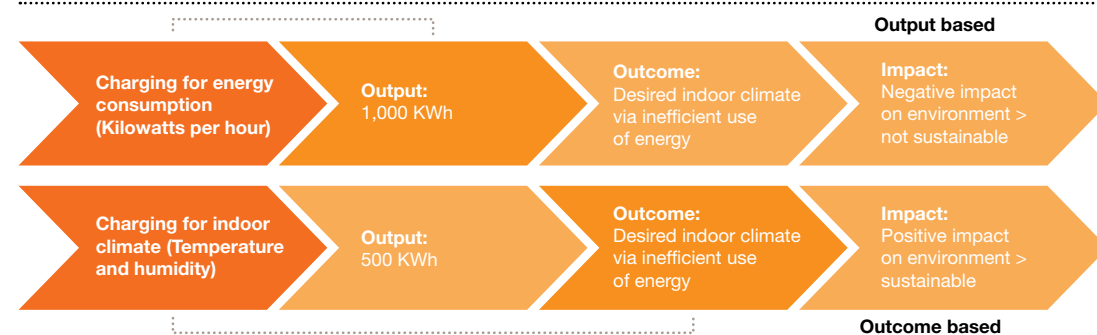 Output based
Charging for energy
consumption
(Kilowatts per hour)
Output:
1,000 KWh
Outcome:
Desired indoor climate
via inefficient use
of energy
Impact:
Negative impact
on environment >
not sustainable
Charging for indoor
climate (Temperature
and humidity)
Output:
500 KWh
Outcome:
Desired indoor climate
via inefficient use
of energy
Impact:
Positive impact
on environment >
sustainable
Outcome based